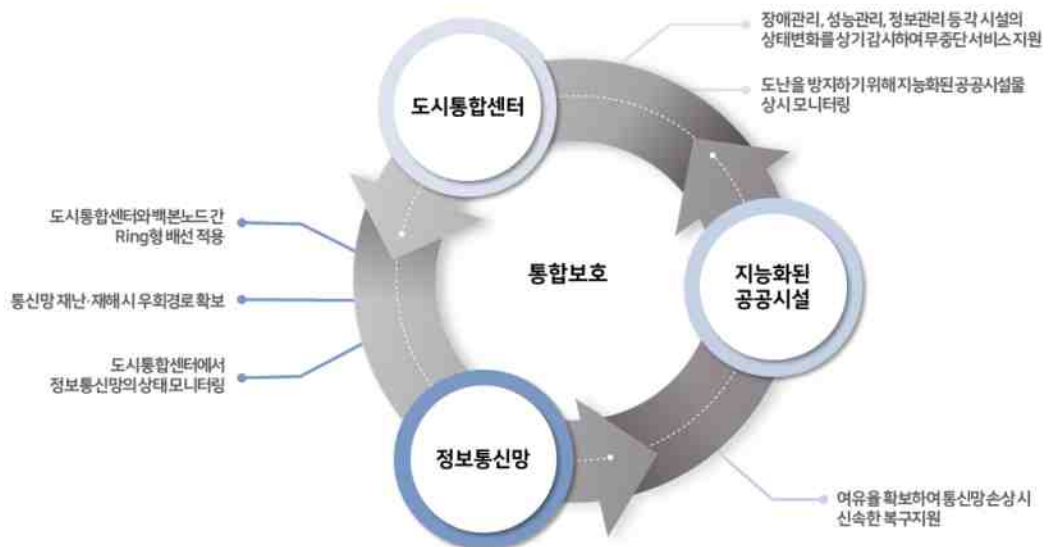 장애관리, 성능관리, 정보관리 등 각 시설의
상태변화를 상기 감시하여 무중단 서비스 지원
도난을 방지하기 위해 지능화된 공공시설물
상시 모니터링
도시통합센터
도시통합센터와 백본노드 간
Ring형 배선 적용
통신망 재난·재해 시 우회경로 확보
도시통합센터에서
정보통신망의 상태 모니터링
통합보호
지능화된
공공시설
정보통신망
여유율 확보하여 통신망 손상 시
신속한 복구지원